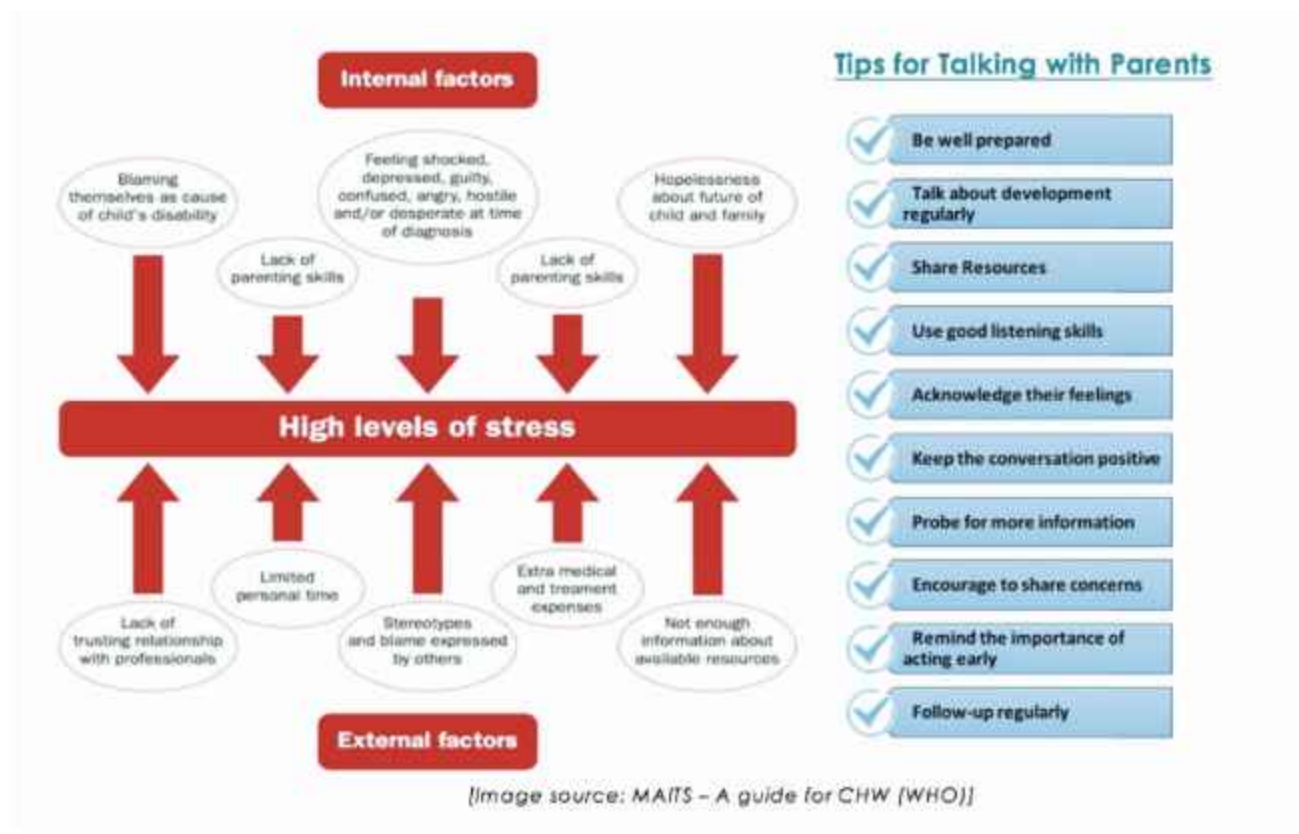 Internal factors
Blaming
themselves as cause
of child's disability
Lack of
parenting skills
Feeling shocked,
depressed, guilty,
confused, angry, hostile
and/or desperate at time
of diagnosis
Lack of
parenting skills
Hopelessness
about future of
child and family
High levels of stress
Lack of
trusting relationship
with professionals
Limited
personal time
Stereotypes
and blame expressed
by others
Extra medical
and treament
expenses
Not enough
information about
available resources
External factors
Tips for Talking with Parents
Be well prepared
Talk about development
regularly
Share Resources
Use good listening skills
Acknowledge their feelings
Keep the conversation positive
Probe for more information
Encourage to share concerns
Remind the importance of
acting early
Follow-up regularly
[Image source: MAITS – A guide for CHW (WHO)]